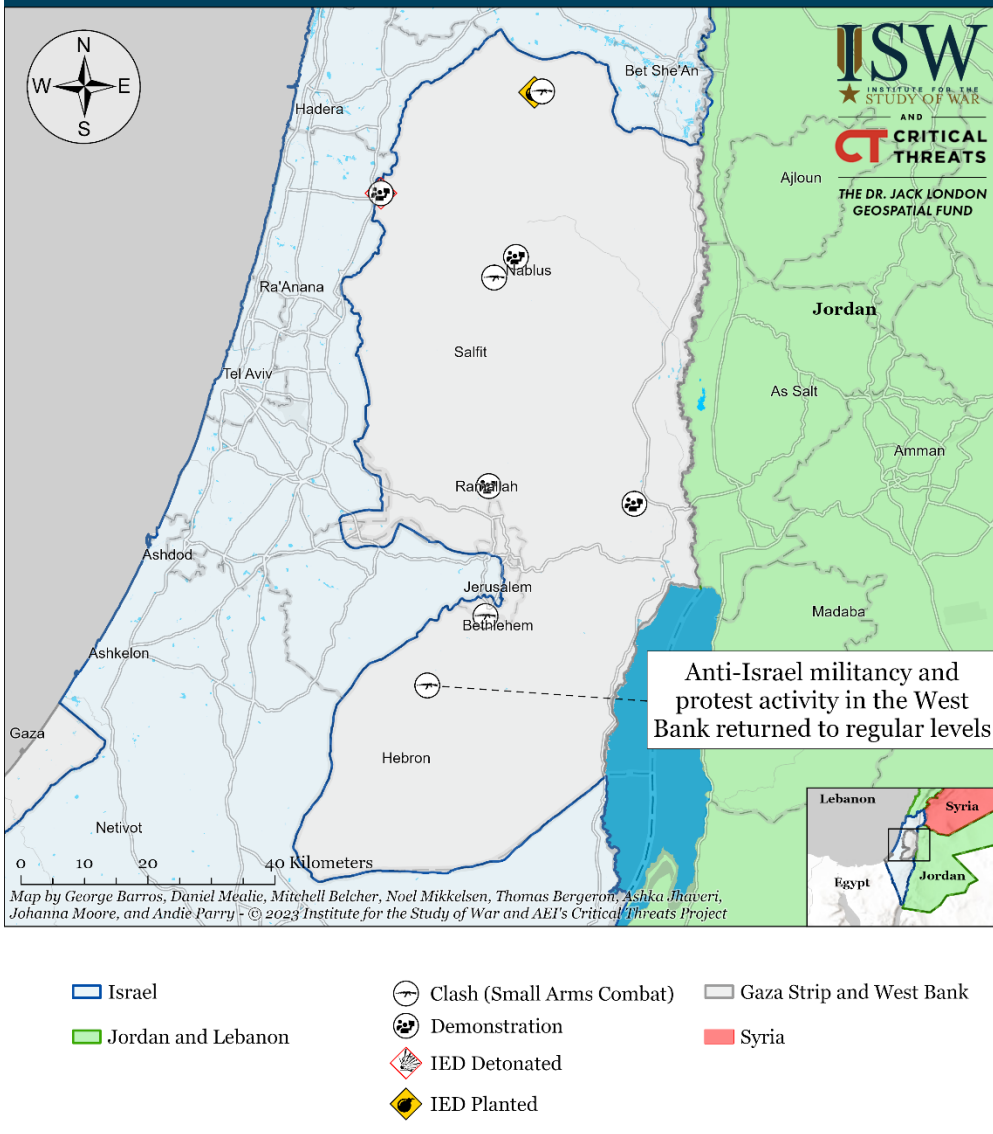 N
W E
S
ISW
INSTITUTE FOR THE
STUDY OF WAR
AND
CT CRITICAL
THREATS
THE DR. JACK LONDON
GEOSPATIAL FUND
Bet She'An
Hadera
Ajloun
Nablus
Ra'Anana
Jordan
Salfit
Tel Aviv
As Salt
Amman
Ramallah
Ashdod
Jerusalem
Madaba
Bethlehem
Ashkelon
Anti-Israel militancy and
protest activity in the West
Bank returned to regular levels
Gaza
Hebron
Netivot
Lebanon
Syria
Egypt
Jordan
0 10 20 40 Kilometers
Map by George Barros, Daniel Mealie, Mitchell Belcher, Noel Mikkelsen, Thomas Bergeron, Ashka Jhaveri,
Johanna Moore, and Andie Parry - © 2023 Institute for the Study of War and AEI's Critical Threats Project
Israel
Jordan and Lebanon
Clash (Small Arms Combat)
Demonstration
IED Detonated
IED Planted
Gaza Strip and West Bank
Syria